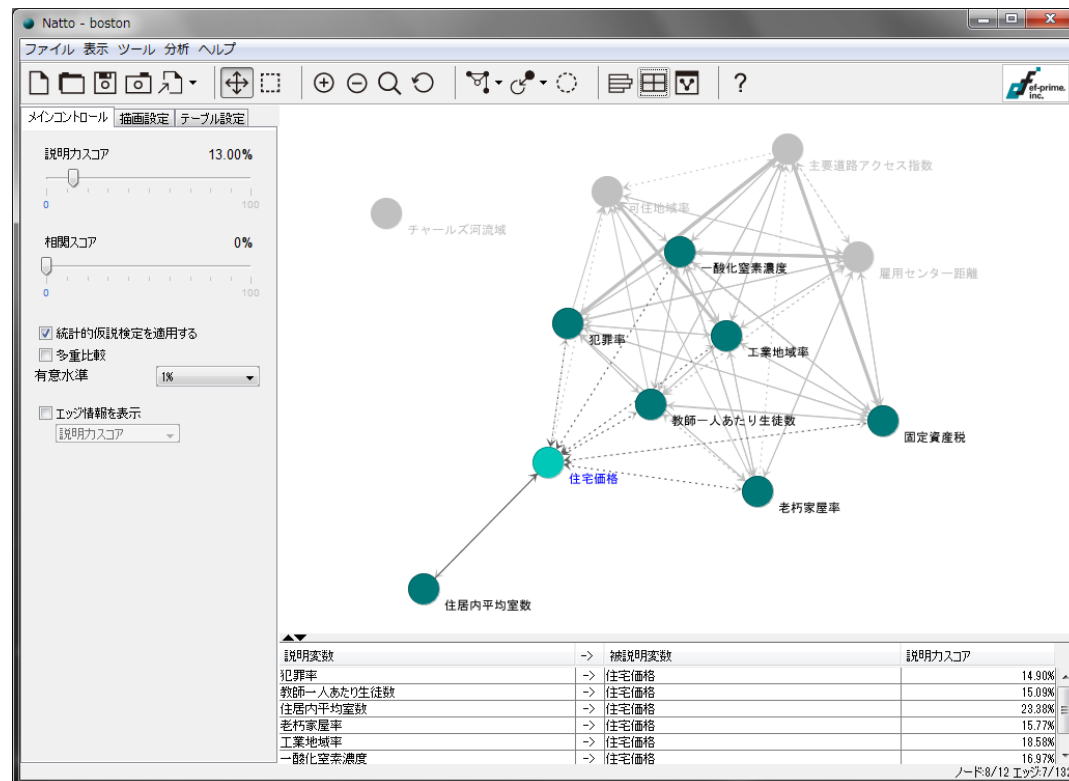 Natto - boston
ファイル 表示 ツール 分析 ヘルプ
?
ef-prime.
inc.
メインコントロール 描画設定 テーブル設定
説明力スコア 13.00%
0 100
相関スコア 0%
0 100
統計的仮説検定を適用する
多重比較
有意水準 1%
エッジ情報を表示
説明力スコア
主要道路アクセス指数
可住地域率
チャールズ河流域
一酸化窒素濃度
雇用センター距離
犯罪率
工業地域率
教師一人あたり生徒数
固定資産税
住宅価格
老朽家屋率
住居内平均室数
説明変数 -> 被説明変数 説明力スコア
犯罪率 -> 住宅価格 14.90%
教師一人あたり生徒数 -> 住宅価格 15.09%
住居内平均室数 -> 住宅価格 23.38%
老朽家屋率 -> 住宅価格 15.77%
工業地域率 -> 住宅価格 18.58%
一酸化窒素濃度 -> 住宅価格 16.97%
ノード:8/12 エッジ:7/132